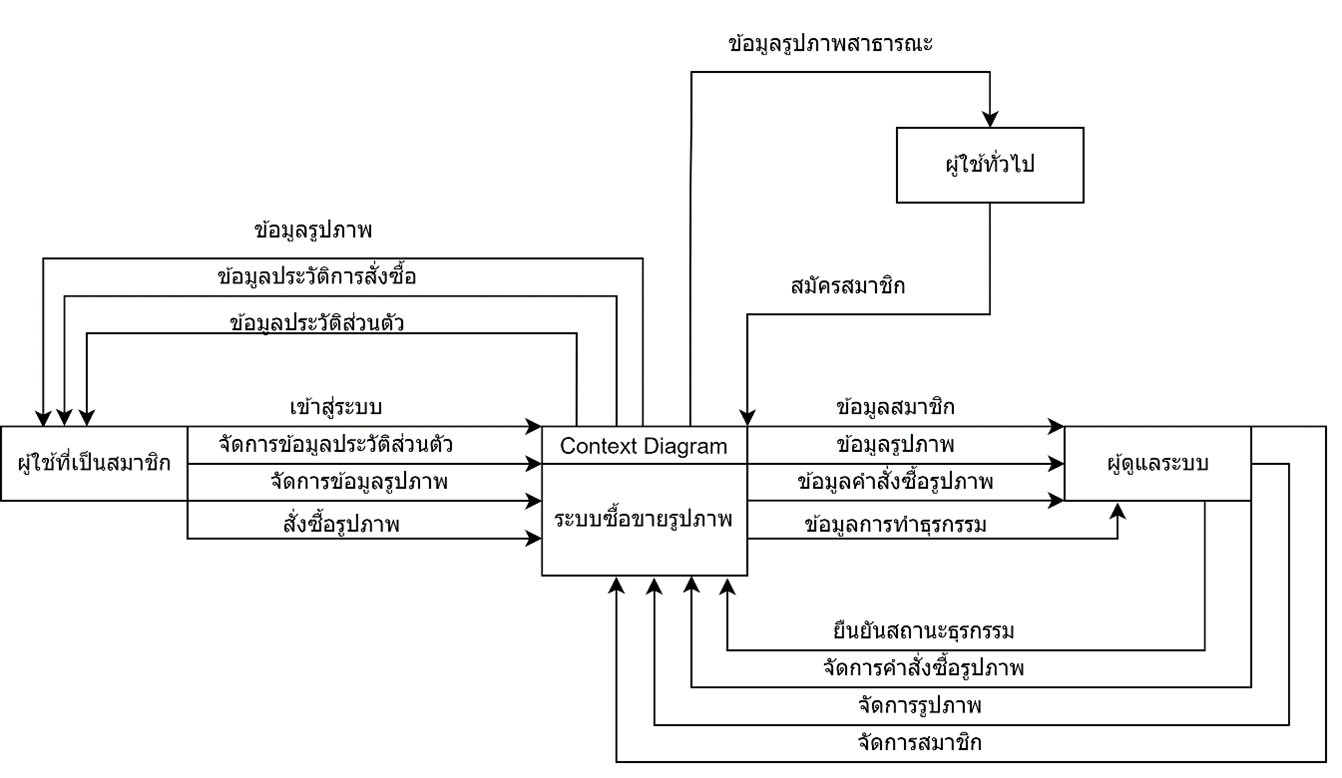 ข้อมูลรูปภาพสาธารณะ
ผู้ใช้ทั่วไป
ข้อมูลรูปภาพ
ข้อมูลประวัติการสั่งซื้อ
สมัครสมาชิก
ข้อมูลประวัติส่วนตัว
เข้าสู่ระบบ
จัดการข้อมูลประวัติส่วนตัว
จัดการข้อมูลรูปภาพ
สั่งซื้อรูปภาพ
ผู้ใช้ที่เป็นสมาชิก
Context Diagram
ระบบซื้อขายรูปภาพ
ข้อมูลสมาชิก
ข้อมูลรูปภาพ
ข้อมูลคำสั่งซื้อรูปภาพ
ข้อมูลการทำธุรกรรม
ผู้ดูแลระบบ
ยืนยันสถานะธุรกรรม
จัดการคำสั่งซื้อรูปภาพ
จัดการรูปภาพ
จัดการสมาชิก